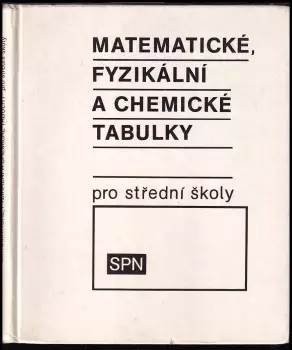 MATEMATICKÉ,
FYZIKÁLNÍ
A CHEMICKÉ
TABULKY
pro střední školy
SPN